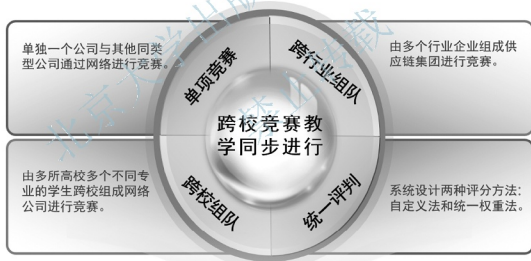 单独一个公司与其他同类
型公司通过网络进行竞赛。
单项竞赛
跨行业组队
由多个行业企业组成供
应链集团进行竞赛。
跨校竞赛教
学同步进行
由多所高校多个不同专
业的学生跨校组成网络
公司进行竞赛。
跨校组队
统一评判
系统设计两种评分方法：
自定义法和统一权重法。